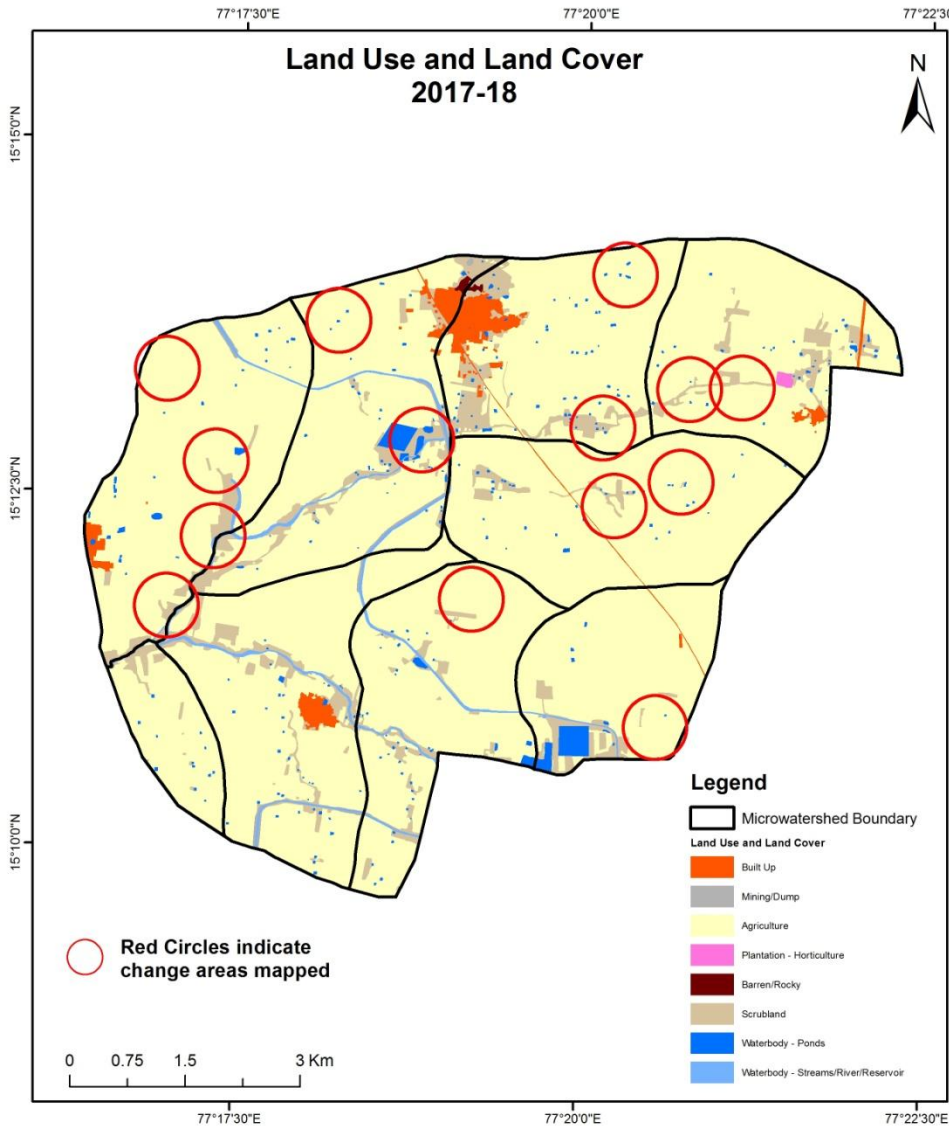 77°17'30"E
77°20'0"E
77°22'30
Land Use and Land Cover
2017-18
N
15°15'0"N
15°12'30"N
15°10'0"N
Legend
Microwatershed Boundary
Land Use and Land Cover
Built Up
Mining/Dump
Agriculture
Plantation - Horticulture
Barren/Rocky
Scrubland
Waterbody - Ponds
Waterbody - Streams/River/Reservoir
Red Circles indicate
change areas mapped
0 0.75 1.5 3 Km
77°17'30"E
77°20'0"E
77°22'30"E